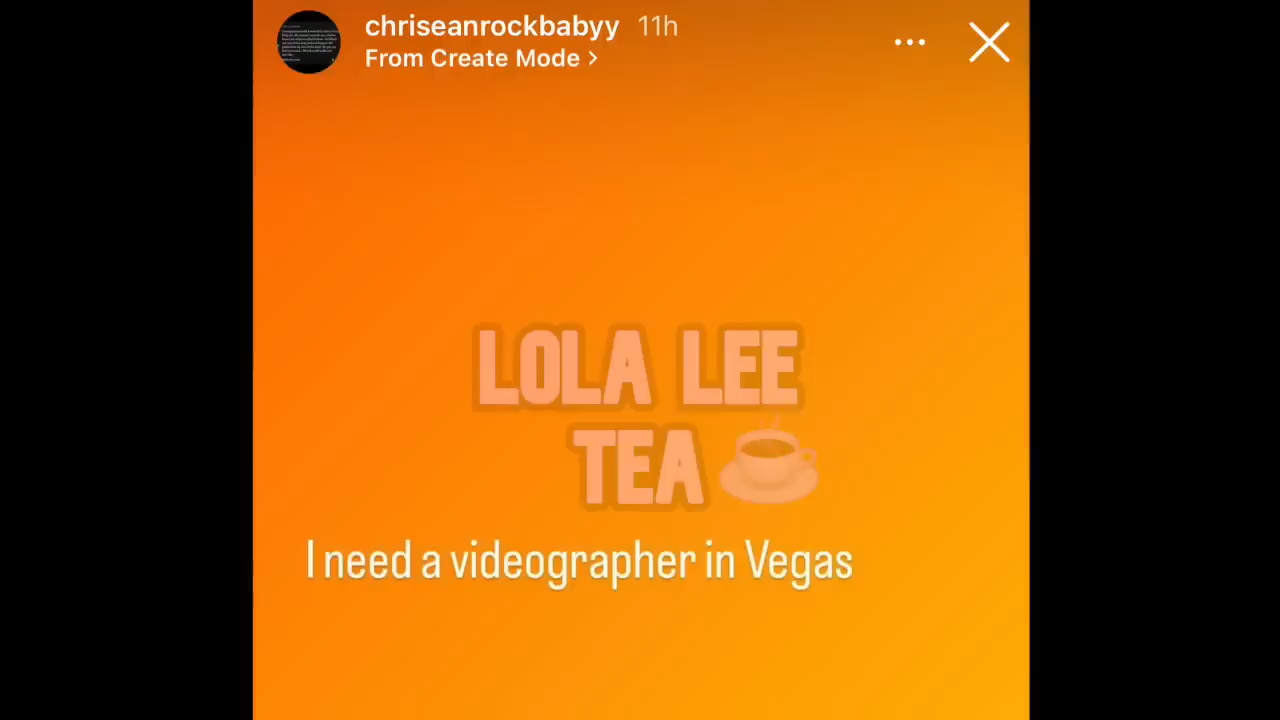 chriseanrockbabyy 11h
From Create Mode >
LOLA LEE
TEA
I need a videographer in Vegas